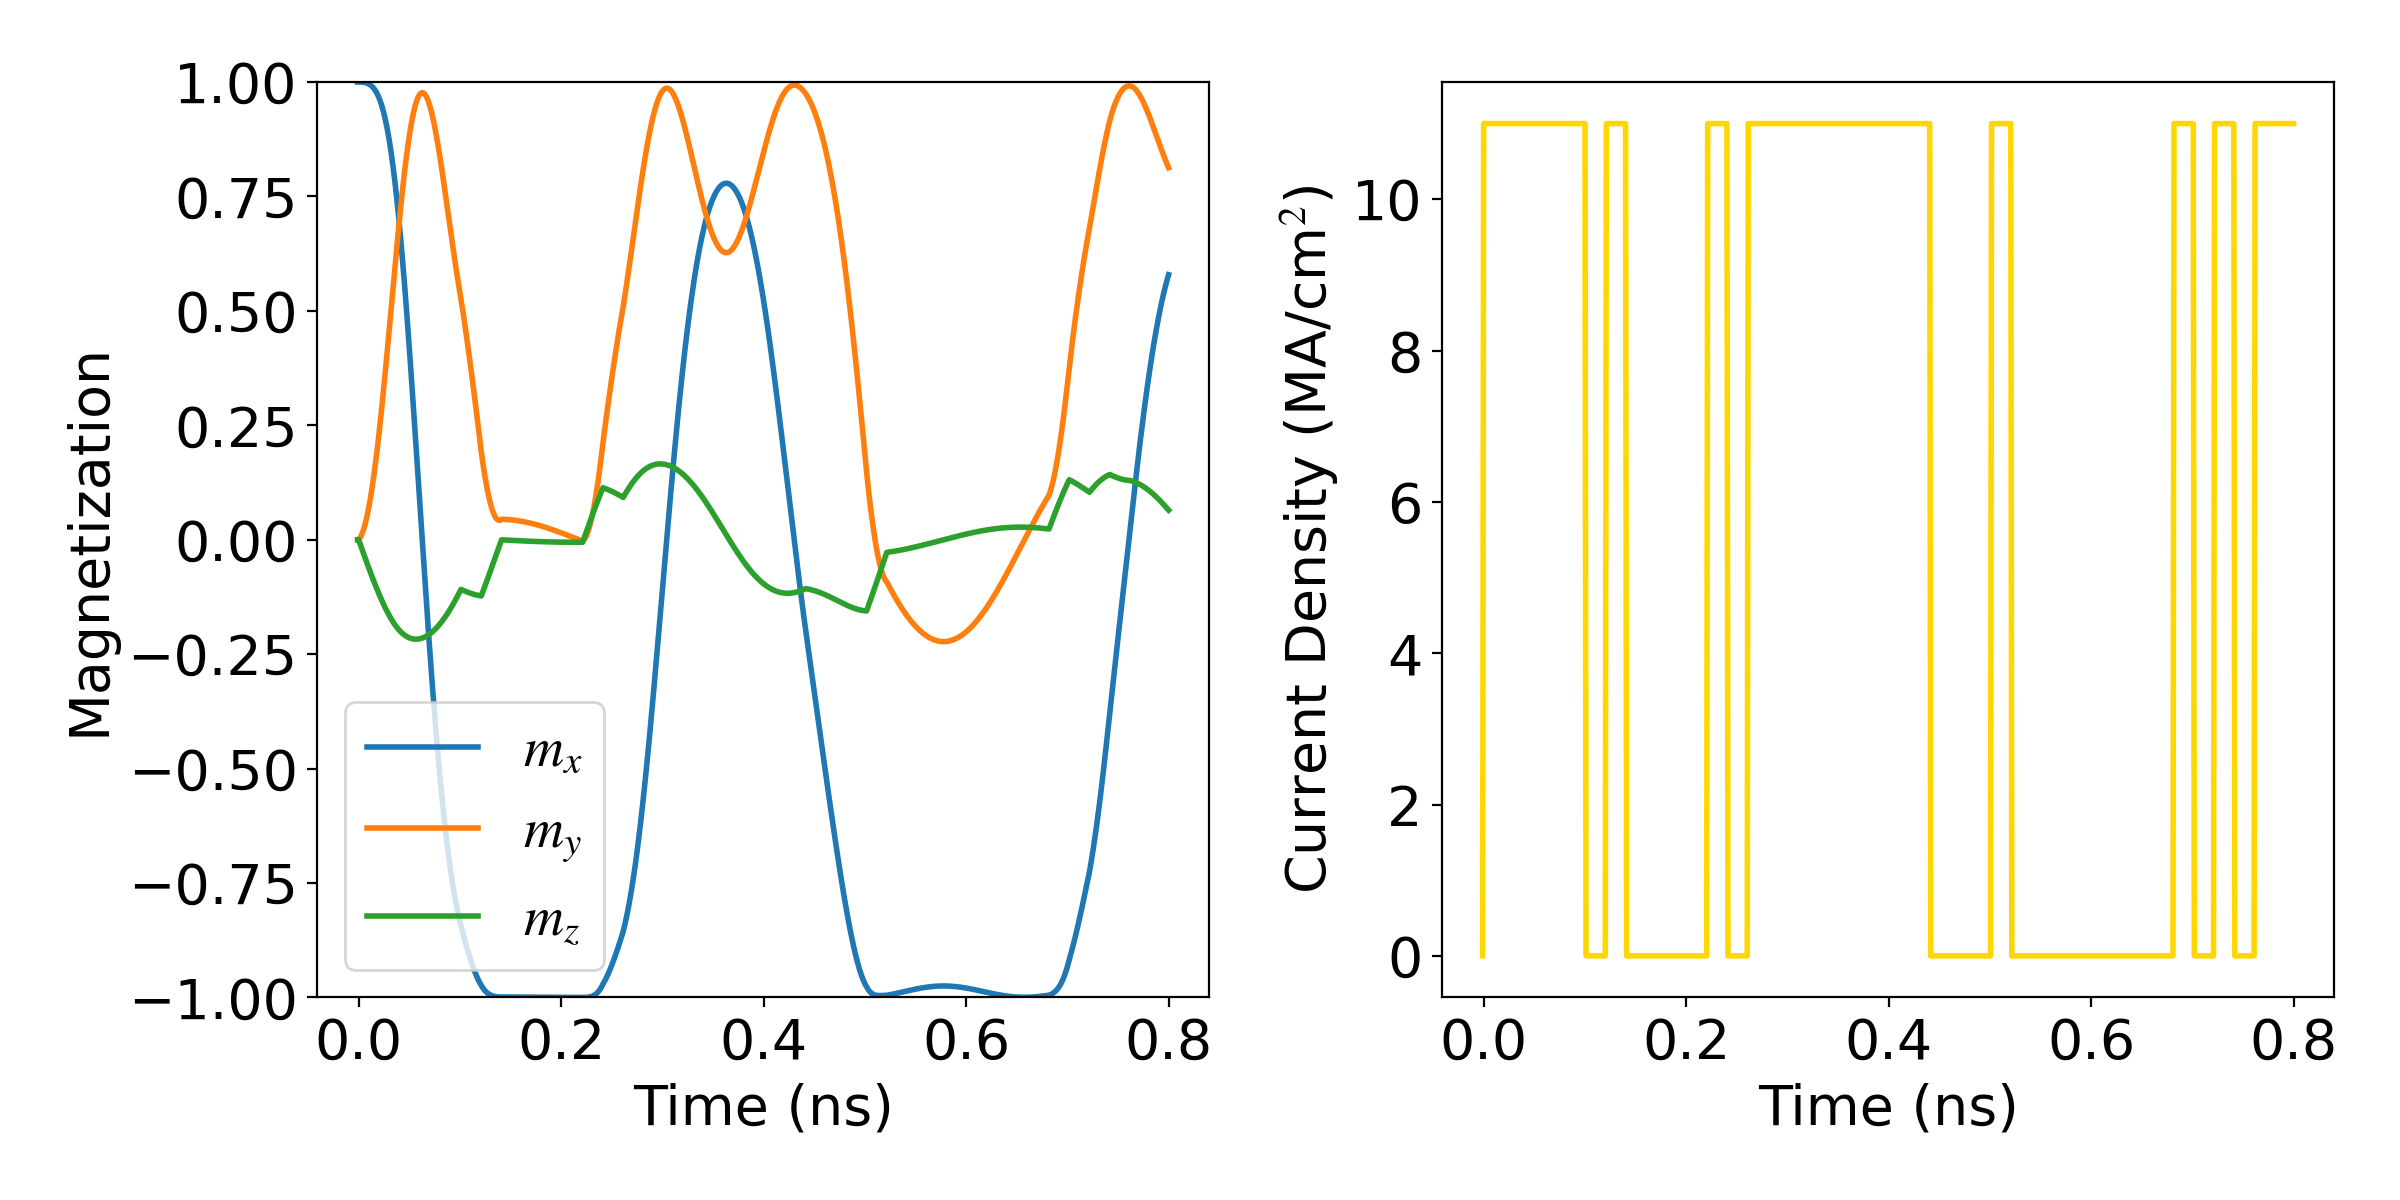 1.00
0.75
0.50
0.25
0.00
−0.25
−0.50
−0.75
−1.00
Magnetization
m_x
m_y
m_z
0.0 0.2 0.4 0.6 0.8
Time (ns)
10
8
6
4
2
0
Current Density (MA/cm²)
0.0 0.2 0.4 0.6 0.8
Time (ns)